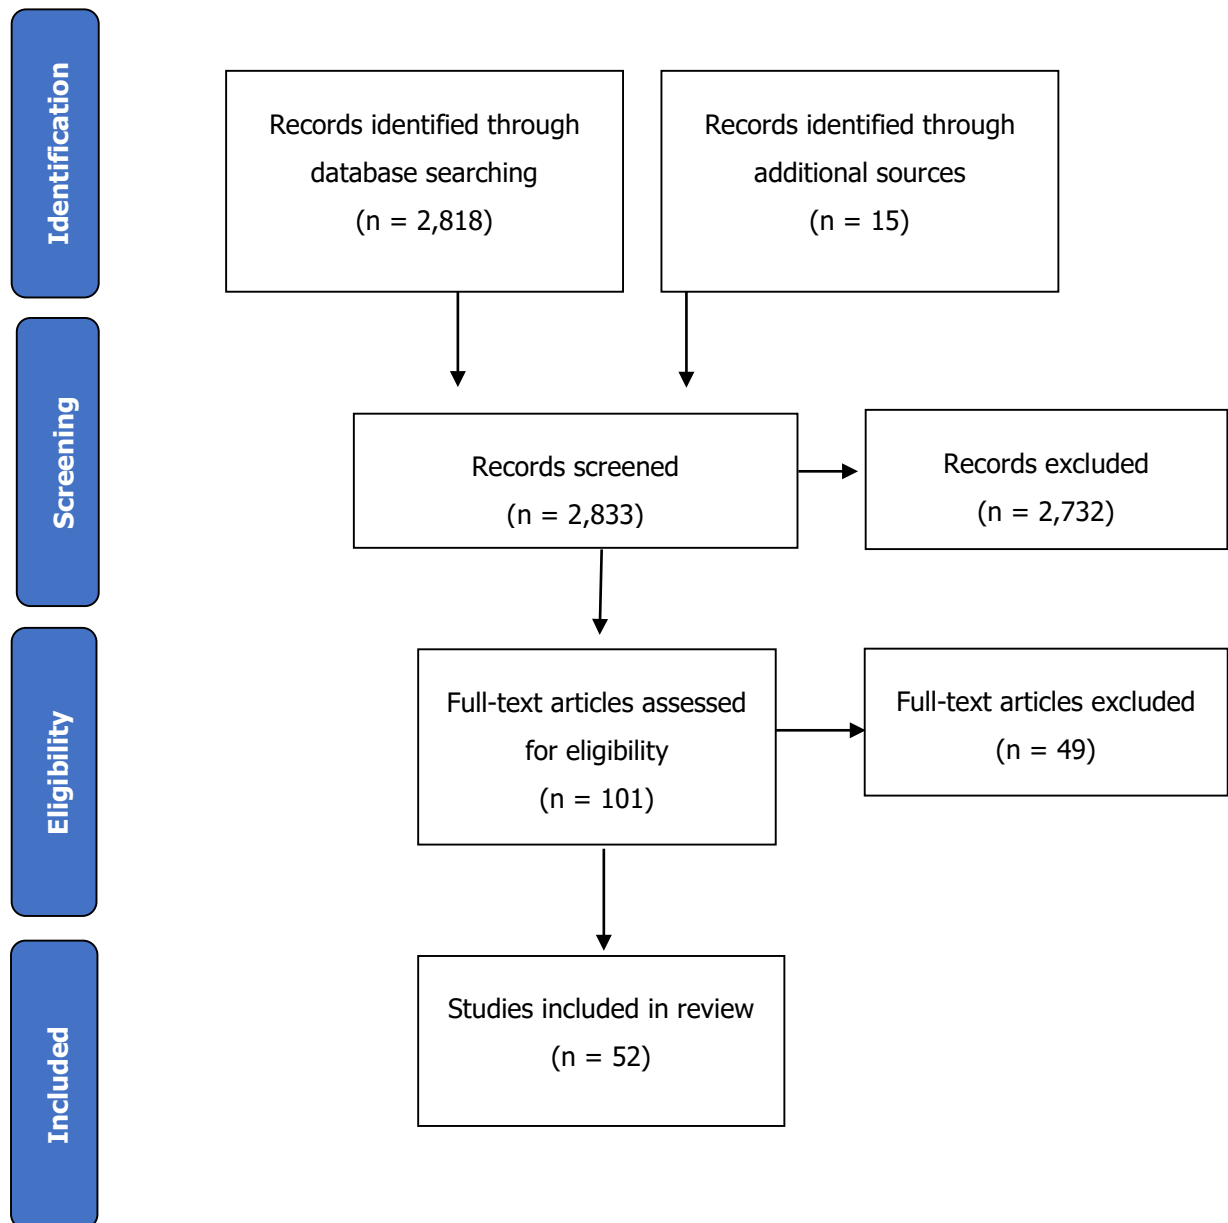 Identification
Records identified through
database searching
(n = 2,818)
Records identified through
additional sources
(n = 15)
Screening
Records screened
(n = 2,833)
Records excluded
(n = 2,732)
Eligibility
Full-text articles assessed
for eligibility
(n = 101)
Full-text articles excluded
(n = 49)
Included
Studies included in review
(n = 52)